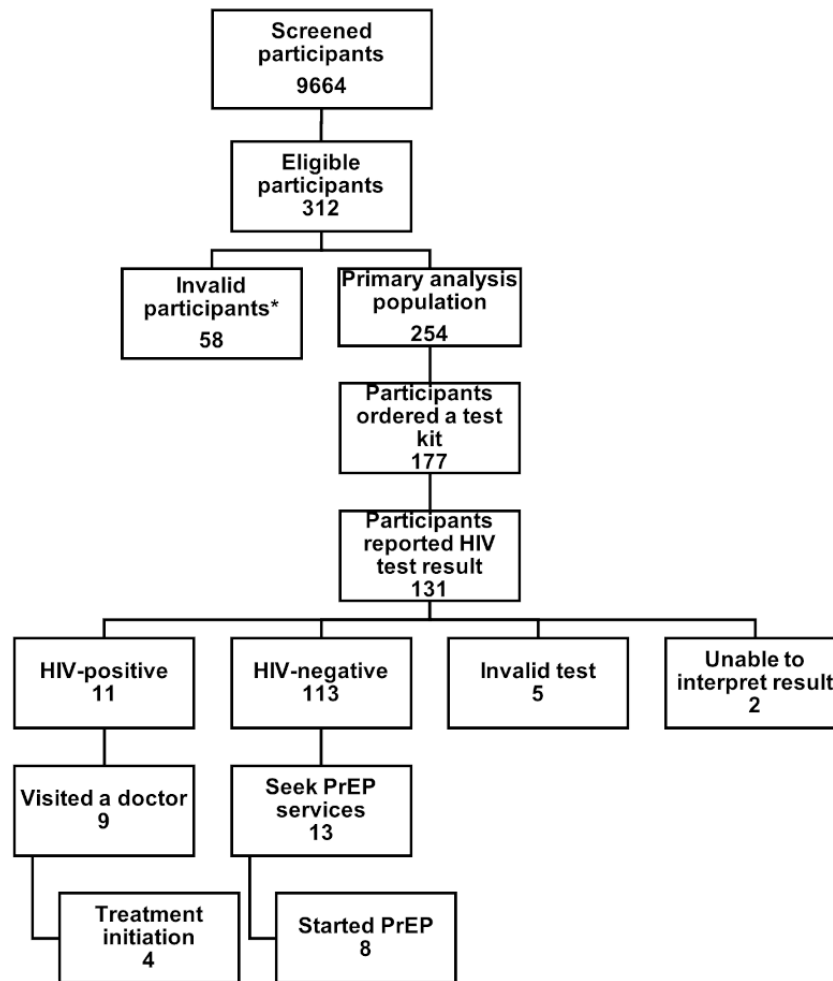 Screened
participants
9664
Eligible
participants
312
Invalid
participants*
58
Primary analysis
population
254
Participants
ordered a test
kit
177
Participants
reported HIV
test result
131
HIV-positive
11
HIV-negative
113
Invalid test
5
Unable to
interpret result
2
Visited a doctor
9
Seek PrEP
services
13
Treatment
initiation
4
Started PrEP
8